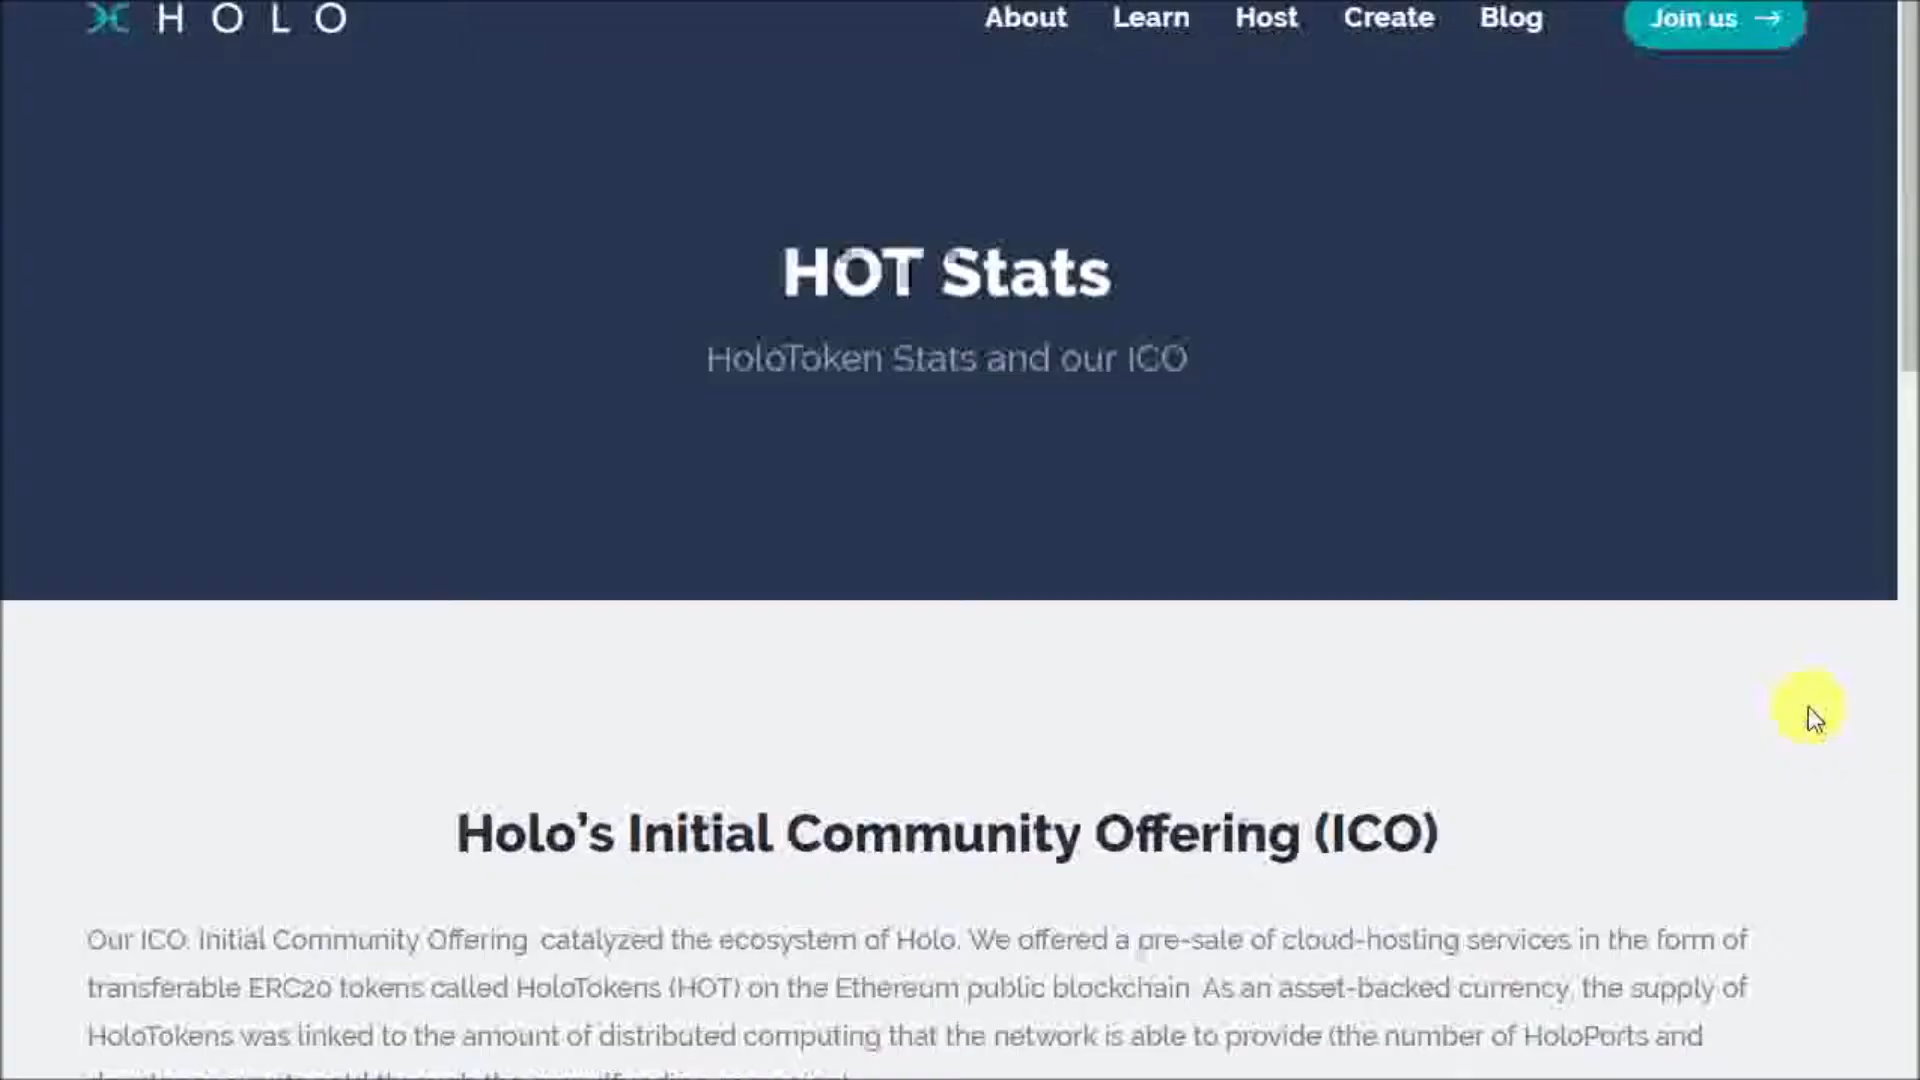 HOLO
About Learn Host Create Blog Join us →
HOT Stats
HoloToken Stats and our ICO
Holo's Initial Community Offering (ICO)
Our ICO: Initial Community Offering catalyzed the ecosystem of Holo. We offered a pre-sale of cloud-hosting services in the form of
transferable ERC20 tokens called HoloTokens (HOT) on the Ethereum public blockchain. As an asset-backed currency, the supply of
HoloTokens was linked to the amount of distributed computing that the network is able to provide (the number of HoloPorts and